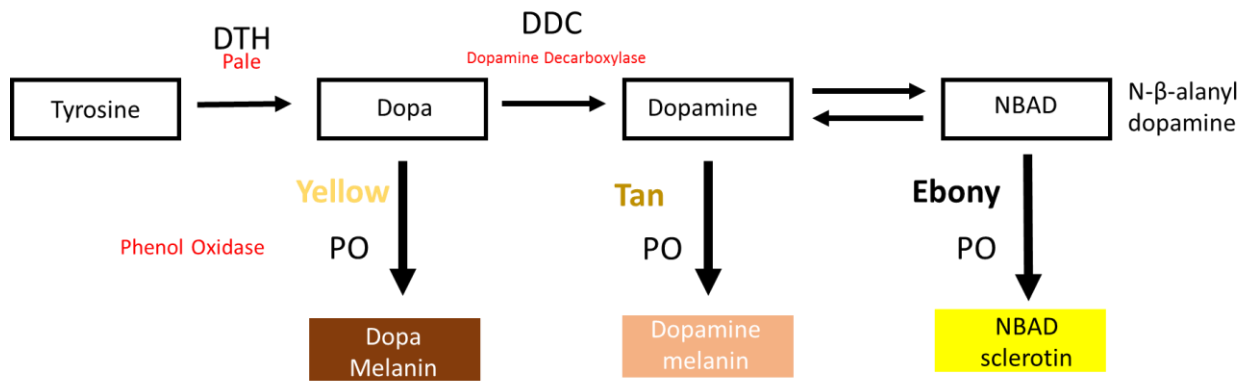 DTH
Pale
DDC
Dopamine Decarboxylase
Tyrosine
Dopa
Dopamine
NBAD
N-β-alanyl
dopamine
Yellow
Tan
Ebony
Phenol Oxidase
PO
PO
PO
Dopa
Melanin
Dopamine
melanin
NBAD
sclerotin